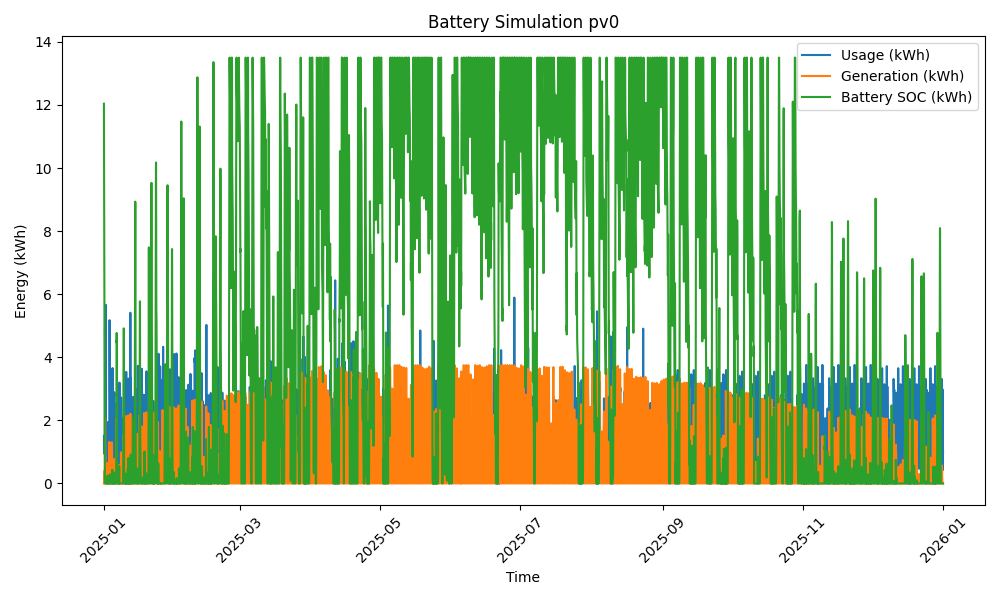 Battery Simulation pv0
Energy (kWh)
14
12
10
8
6
4
2
0
Usage (kWh)
Generation (kWh)
Battery SOC (kWh)
2025-01
2025-03
2025-05
2025-07
2025-09
2025-11
2026-01
Time